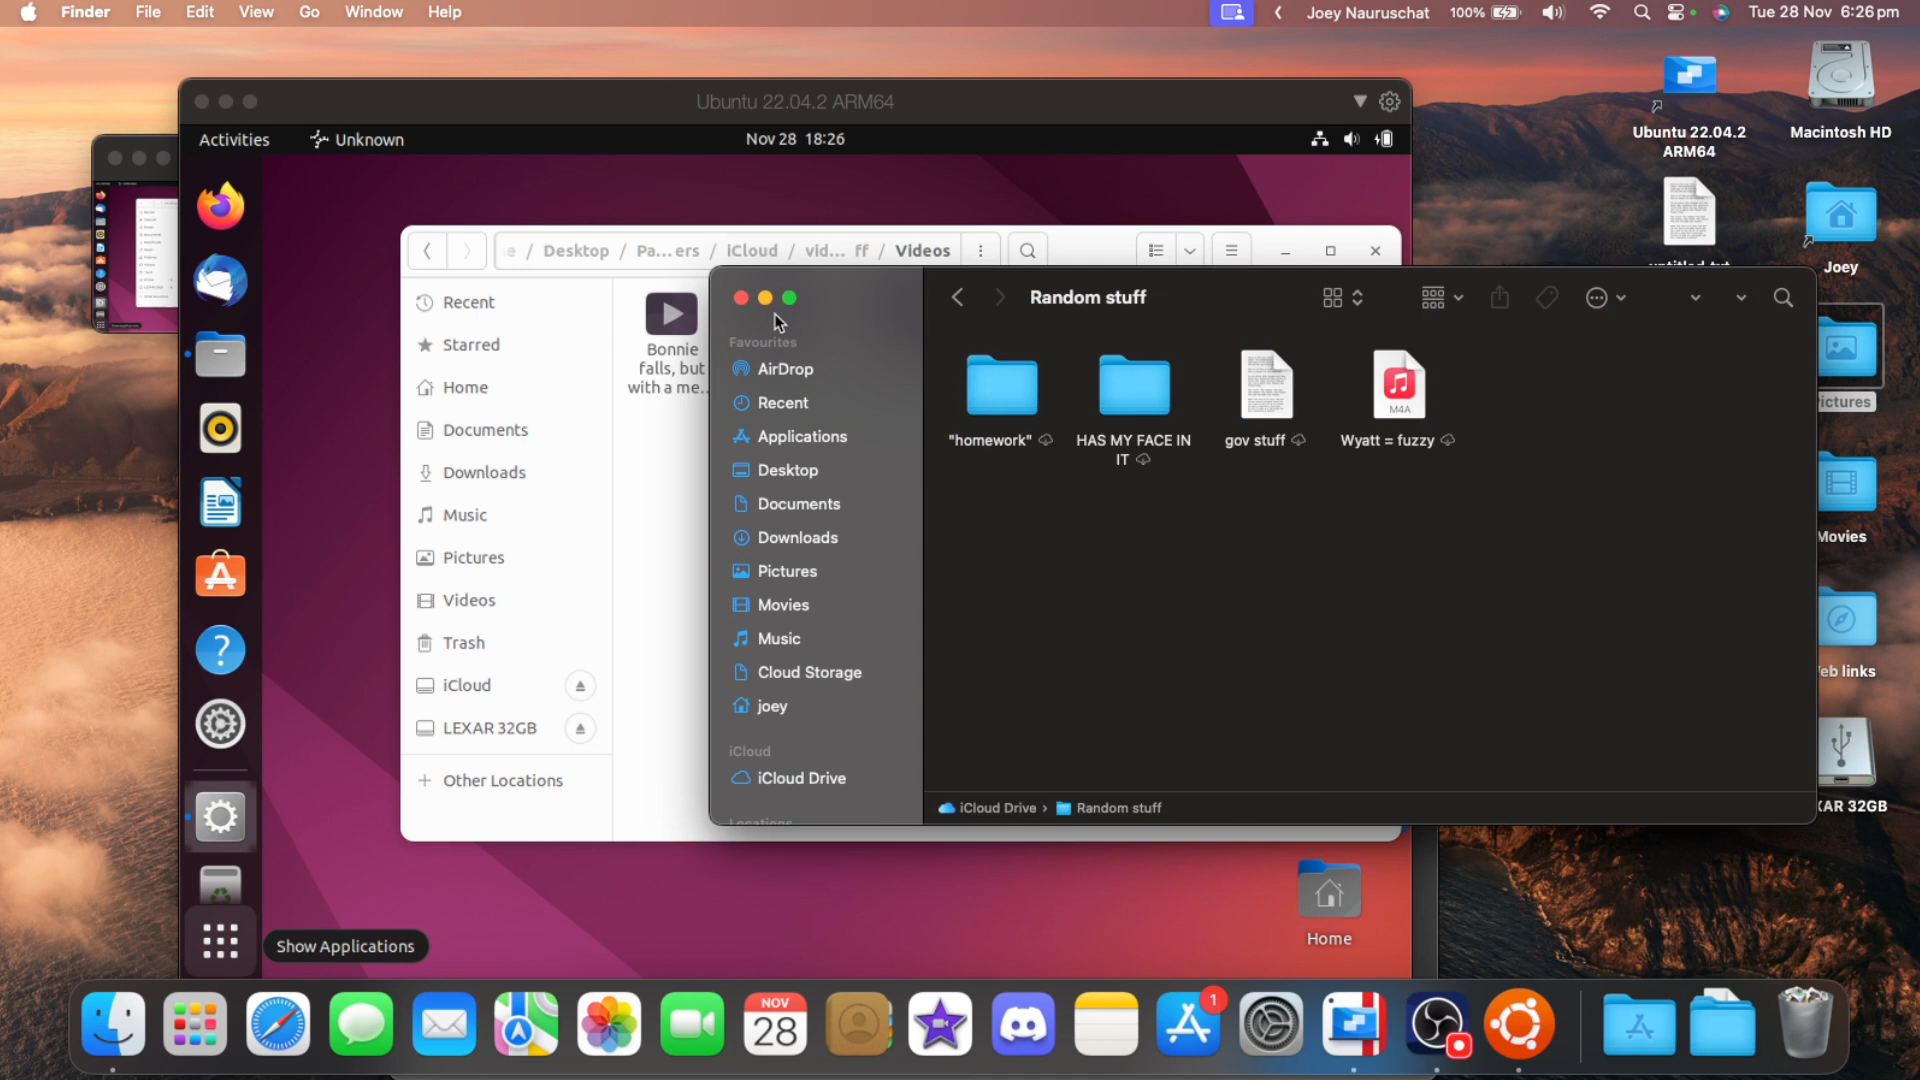 Finder File Edit View Go Window Help
Joey Nauruschat 100% Tue 28 Nov 6:26 pm
Ubuntu 22.04.2 ARM64
Activities Unknown
Nov 28 18:26
Desktop / Pa...ers / iCloud / vid... ff / Videos
Recent
Starred
Home
Documents
Downloads
Music
Pictures
Videos
Trash
iCloud
LEXAR 32GB
Other Locations
Bonnie
falls, but
with a me...
Random stuff
Favourites
AirDrop
Recent
Applications
Desktop
Documents
Downloads
Pictures
Movies
Music
Cloud Storage
joey
iCloud
iCloud Drive
"homework"
HAS MY FACE IN
IT
gov stuff
M4A
Wyatt = fuzzy
iCloud Drive › Random stuff
Ubuntu 22.04.2
ARM64
Macintosh HD
Joey
ictures
Movies
eb links
AR 32GB
Home
Show Applications
NOV
28
1